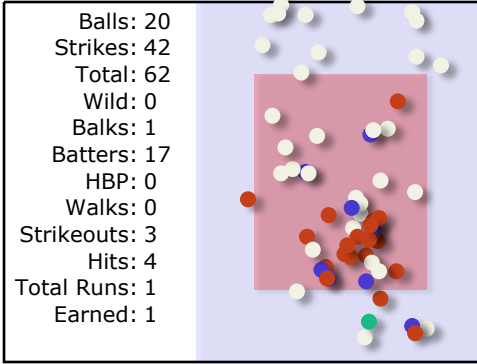 Balls: 20
Strikes: 42
Total: 62
Wild: 0
Balks: 1
Batters: 17
HBP: 0
Walks: 0
Strikeouts: 3
Hits: 4
Total Runs: 1
Earned: 1